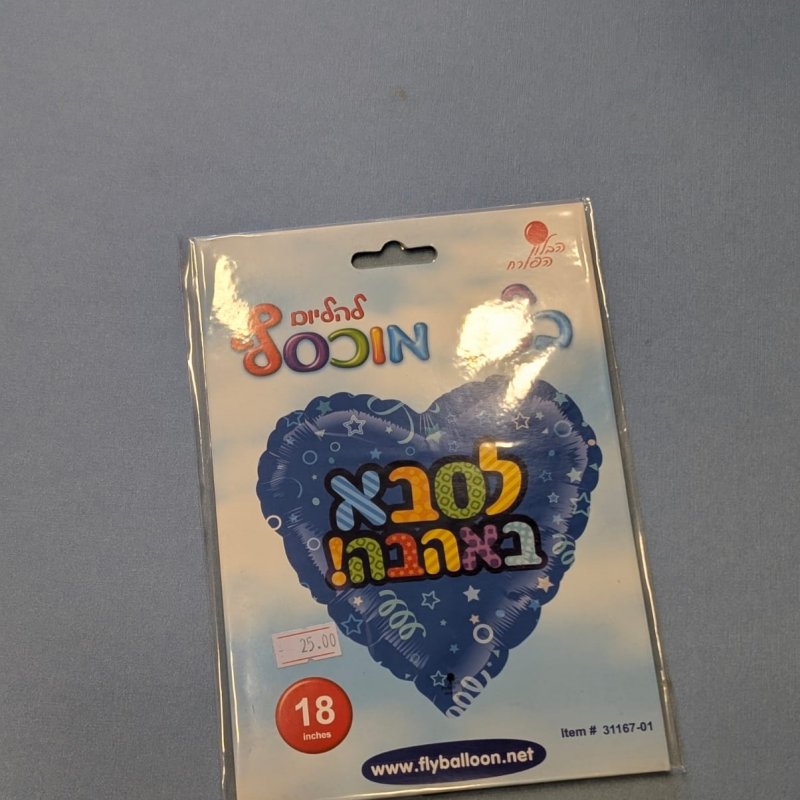 הבלון
הפורח
להליום
מוכסף
לסבא
באהבה!
25.00
18
inches
Item # 31167-01
www.flyballoon.net